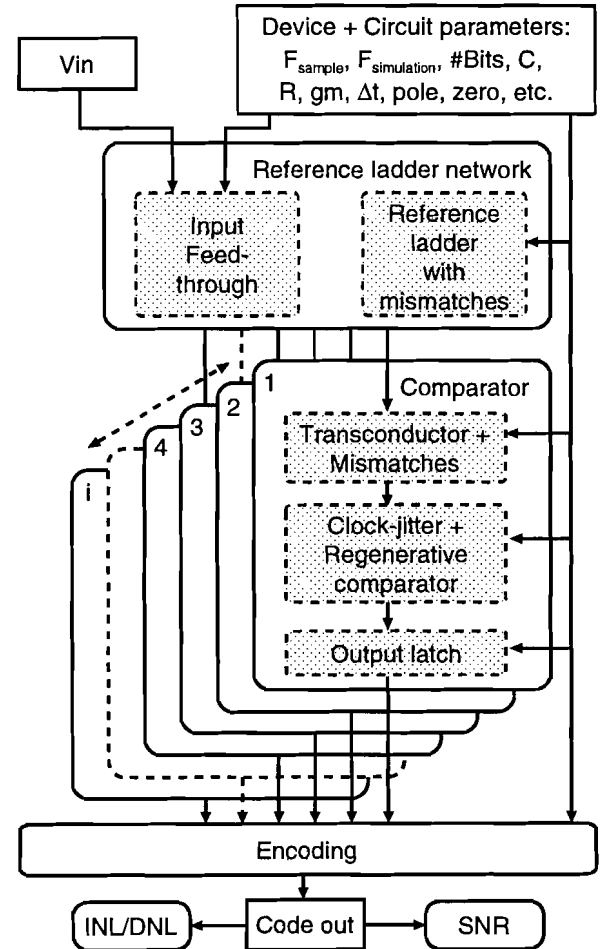 Vin
Device + Circuit parameters:
Fsample, Fsimulation, #Bits, C,
R, gm, Δt, pole, zero, etc.
Reference ladder network
Input
Feed-
through
Reference
ladder
with
mismatches
1
Comparator
2
3
4
i
Transconductor +
Mismatches
Clock-jitter +
Regenerative
comparator
Output latch
Encoding
INL/DNL
Code out
SNR